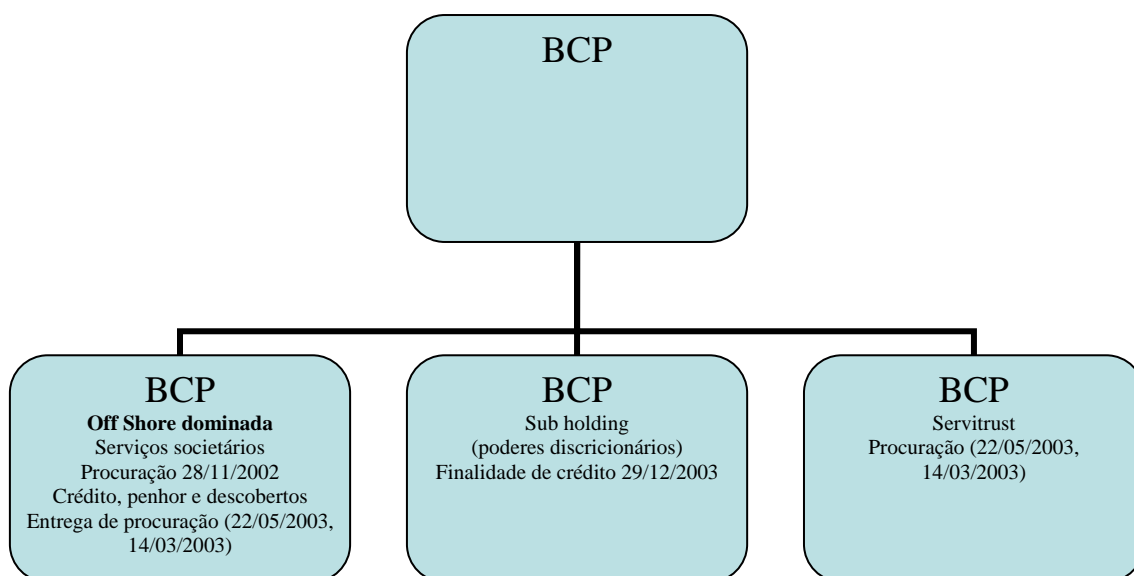 BCP
BCP
Off Shore dominada
Serviços societários
Procuração 28/11/2002
Crédito, penhor e descobertos
Entrega de procuração (22/05/2003,
14/03/2003)
BCP
Sub holding
(poderes discricionários)
Finalidade de crédito 29/12/2003
BCP
Servitrust
Procuração (22/05/2003,
14/03/2003)